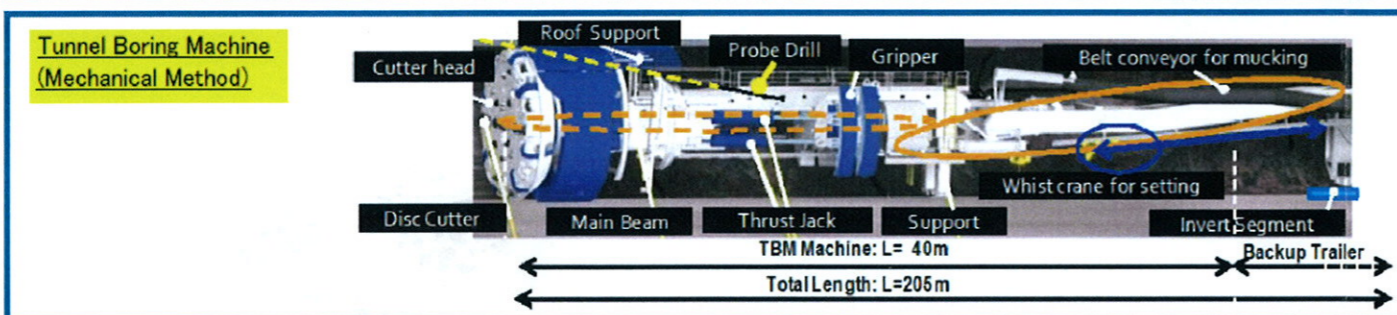 Tunnel Boring Machine
(Mechanical Method)
Cutter head
Roof Support
Probe Drill
Gripper
Belt conveyor for mucking
Disc Cutter
Main Beam
Thrust Jack
Support
Whist crane for setting
Invert Segment
TBM Machine: L= 40m
Backup Trailer
Total Length: L=205m